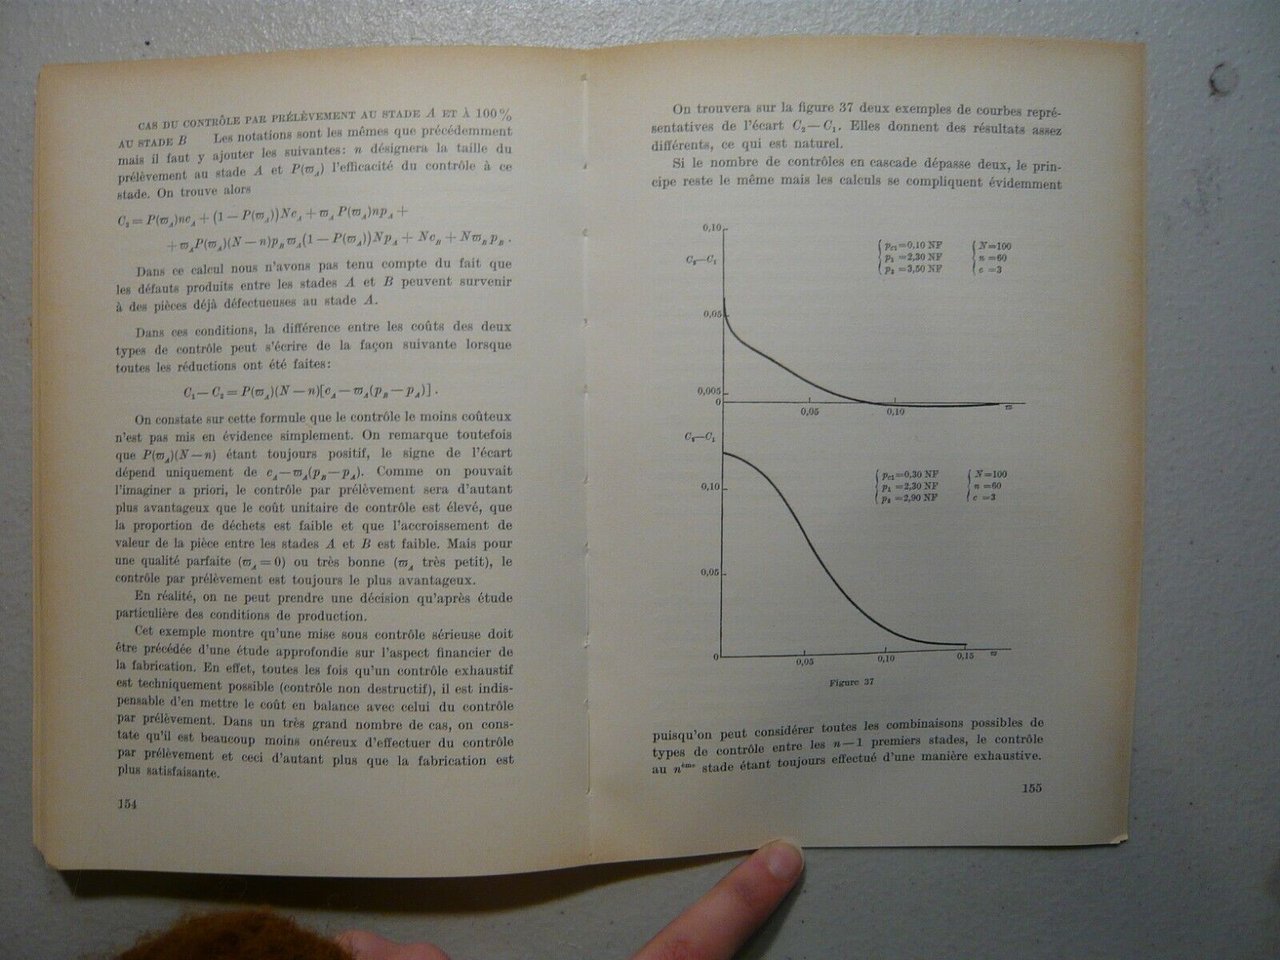 CAS DU CONTRÔLE PAR PRÉLÈVEMENT AU STADE A ET À 100%
AU STADE B Les notations sont les mêmes que précédemment
mais il faut y ajouter les suivantes: n désignera la taille du
prélèvement au stade A et P(ϖ_A) l'efficacité du contrôle à ce
stade. On trouve alors
C₂ = P(ϖ_A)nc_A + (1 — P(ϖ_A))Nc_A + ϖ_A P(ϖ_A)np_A +
+ ϖ_A P(ϖ_A)(N — n)p_B ϖ_A(1 — P(ϖ_A))Np_A + Nc_B + Nϖ_B p_B .
Dans ce calcul nous n'avons pas tenu compte du fait que
les défauts produits entre les stades A et B peuvent survenir
à des pièces déjà défectueuses au stade A.
Dans ces conditions, la différence entre les coûts des deux
types de contrôle peut s'écrire de la façon suivante lorsque
toutes les réductions ont été faites:
C₁ — C₂ = P(ϖ_A)(N — n)[c_A — ϖ_A(p_B — p_A)] .
On constate sur cette formule que le contrôle le moins coûteux
n'est pas mis en évidence simplement. On remarque toutefois
que P(ϖ_A)(N — n) étant toujours positif, le signe de l'écart
dépend uniquement de c_A — ϖ_A(p_B — p_A). Comme on pouvait
l'imaginer a priori, le contrôle par prélèvement sera d'autant
plus avantageux que le coût unitaire de contrôle est élevé, que
la proportion de déchets est faible et que l'accroissement de
valeur de la pièce entre les stades A et B est faible. Mais pour
une qualité parfaite (ϖ_A = 0) ou très bonne (ϖ_A très petit), le
contrôle par prélèvement est toujours le plus avantageux.
En réalité, on ne peut prendre une décision qu'après étude
particulière des conditions de production.
Cet exemple montre qu'une mise sous contrôle sérieuse doit
être précédée d'une étude approfondie sur l'aspect financier de
la fabrication. En effet, toutes les fois qu'un contrôle exhaustif
est techniquement possible (contrôle non destructif), il est indis-
pensable d'en mettre le coût en balance avec celui du contrôle
par prélèvement. Dans un très grand nombre de cas, on cons-
tate qu'il est beaucoup moins onéreux d'effectuer du contrôle
par prélèvement et ceci d'autant plus que la fabrication est
plus satisfaisante.
154
On trouvera sur la figure 37 deux exemples de courbes repré-
sentatives de l'écart C₂ — C₁. Elles donnent des résultats assez
différents, ce qui est naturel.
Si le nombre de contrôles en cascade dépasse deux, le prin-
cipe reste le même mais les calculs se compliquent évidemment
0,10
C₂—C₁
p_c1=0,10 NF N=100
p₁ =2,30 NF n =60
p₂ =3,50 NF c =3
0,05
0,005
0
0,05 0,10 ϖ
C₂—C₁
p_c1=0,30 NF N=100
p₁ =2,30 NF n =60
p₂ =2,90 NF c =3
0,10
0,05
0
0,05 0,10 0,15 ϖ
Figure 37
puisqu'on peut considérer toutes les combinaisons possibles de
types de contrôle entre les n — 1 premiers stades, le contrôle
au nème stade étant toujours effectué d'une manière exhaustive.
155